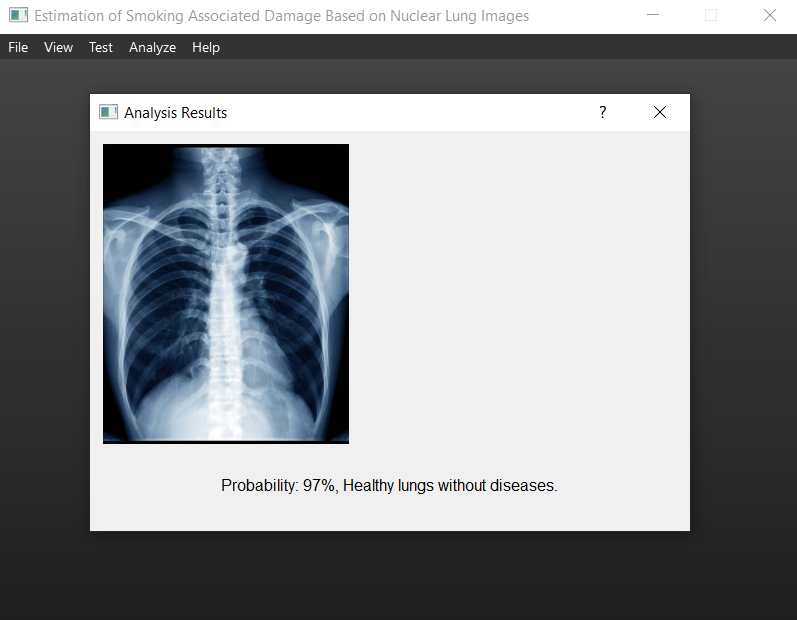 Estimation of Smoking Associated Damage Based on Nuclear Lung Images
File View Test Analyze Help
Analysis Results
?
Probability: 97%, Healthy lungs without diseases.